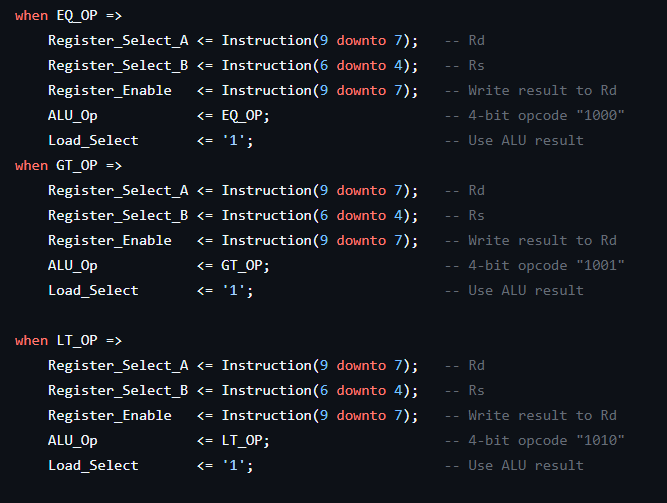 when EQ_OP =>
    Register_Select_A <= Instruction(9 downto 7);   -- Rd
    Register_Select_B <= Instruction(6 downto 4);   -- Rs
    Register_Enable   <= Instruction(9 downto 7);   -- Write result to Rd
    ALU_Op            <= EQ_OP;                     -- 4-bit opcode "1000"
    Load_Select       <= '1';                       -- Use ALU result
when GT_OP =>
    Register_Select_A <= Instruction(9 downto 7);   -- Rd
    Register_Select_B <= Instruction(6 downto 4);   -- Rs
    Register_Enable   <= Instruction(9 downto 7);   -- Write result to Rd
    ALU_Op            <= GT_OP;                     -- 4-bit opcode "1001"
    Load_Select       <= '1';                       -- Use ALU result

when LT_OP =>
    Register_Select_A <= Instruction(9 downto 7);   -- Rd
    Register_Select_B <= Instruction(6 downto 4);   -- Rs
    Register_Enable   <= Instruction(9 downto 7);   -- Write result to Rd
    ALU_Op            <= LT_OP;                     -- 4-bit opcode "1010"
    Load_Select       <= '1';                       -- Use ALU result